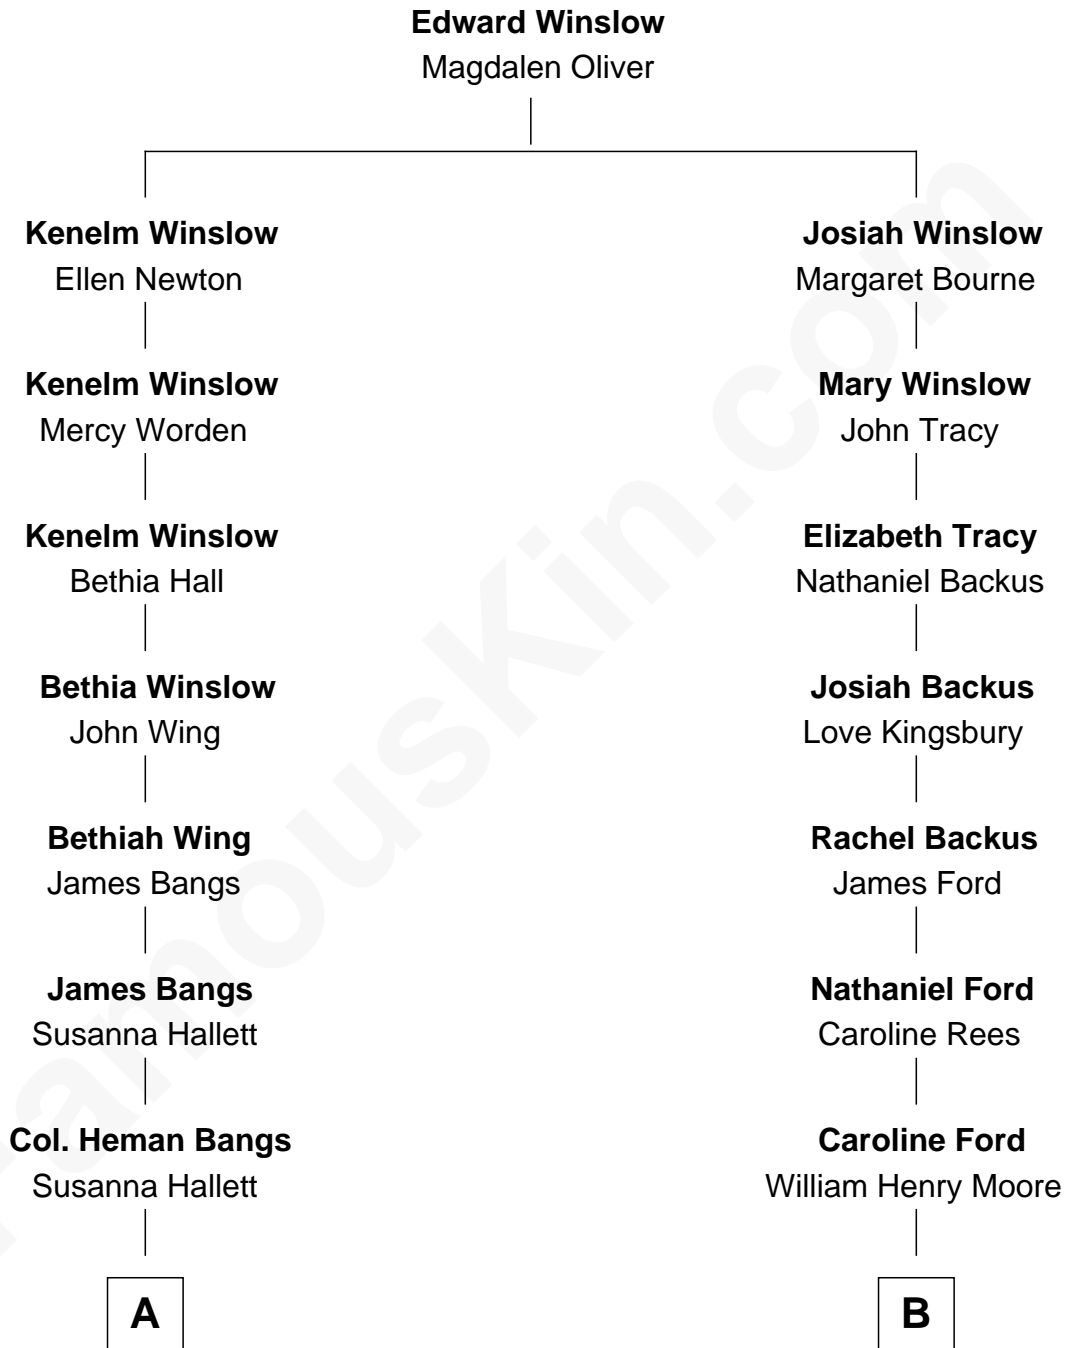 Edward Winslow
Magdalen Oliver
Kenelm Winslow
Ellen Newton
Josiah Winslow
Margaret Bourne
Kenelm Winslow
Mercy Worden
Mary Winslow
John Tracy
Kenelm Winslow
Bethia Hall
Elizabeth Tracy
Nathaniel Backus
Bethia Winslow
John Wing
Josiah Backus
Love Kingsbury
Bethiah Wing
James Bangs
Rachel Backus
James Ford
James Bangs
Susanna Hallett
Nathaniel Ford
Caroline Rees
Col. Heman Bangs
Susanna Hallett
Caroline Ford
William Henry Moore
A
B
FamousKin.com